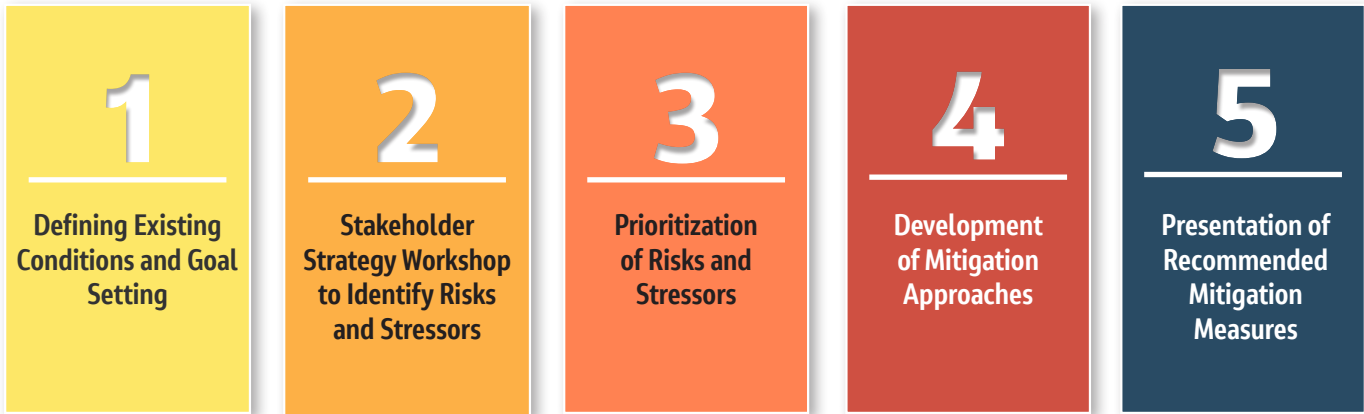 1
Defining Existing
Conditions and Goal
Setting
2
Stakeholder
Strategy Workshop
to Identify Risks
and Stressors
3
Prioritization
of Risks and
Stressors
4
Development
of Mitigation
Approaches
5
Presentation of
Recommended
Mitigation
Measures